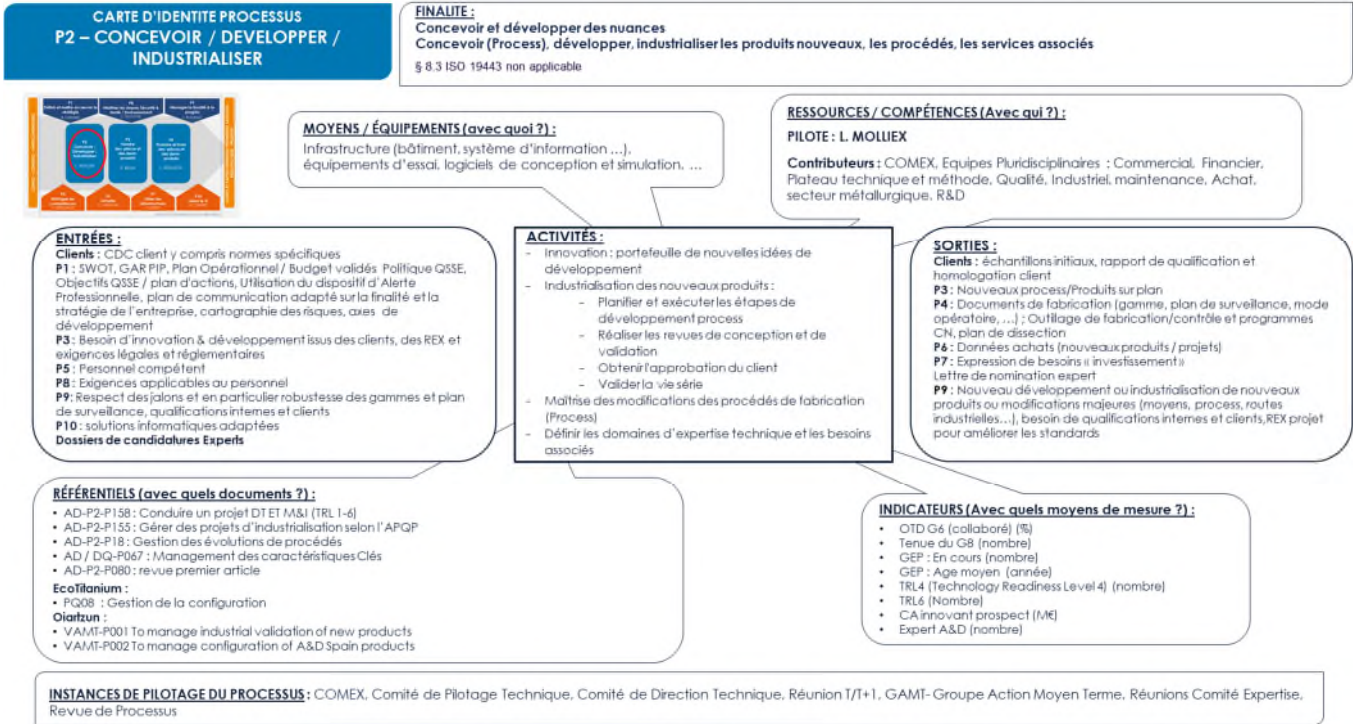 CARTE D'IDENTITE PROCESSUS
P2 – CONCEVOIR / DEVELOPPER /
INDUSTRIALISER
FINALITE :
Concevoir et développer des nuances
Concevoir (Process), développer, industrialiser les produits nouveaux, les procédés, les services associés
§ 8.3 ISO 19443 non applicable
MOYENS / ÉQUIPEMENTS (avec quoi ?) :
Infrastructure (bâtiment, système d'information …),
équipements d'essai, logiciels de conception et simulation, …
RESSOURCES / COMPÉTENCES (Avec qui ?) :
PILOTE : L. MOLLIEX
Contributeurs : COMEX, Equipes Pluridisciplinaires : Commercial, Financier,
Plateau technique et méthode, Qualité, Industriel, maintenance, Achat,
secteur métallurgique, R&D
ENTRÉES :
Clients : CDC client y compris normes spécifiques
P1 : SWOT, GAR PIP, Plan Opérationnel / Budget validés Politique QSSE,
Objectifs QSSE / plan d'actions, Utilisation du dispositif d'Alerte
Professionnelle, plan de communication adapté sur la finalité et la
stratégie de l'entreprise, cartographie des risques, axes de
développement
P3 : Besoin d'innovation & développement issus des clients, des REX et
exigences légales et réglementaires
P5 : Personnel compétent
P8 : Exigences applicables au personnel
P9 : Respect des jalons et en particulier robustesse des gammes et plan
de surveillance, qualifications internes et clients
P10 : solutions informatiques adaptées
Dossiers de candidatures Experts
ACTIVITÉS :
- Innovation : portefeuille de nouvelles idées de
développement
- Industrialisation des nouveaux produits :
- Planifier et exécuter les étapes de
développement process
- Réaliser les revues de conception et de
validation
- Obtenir l'approbation du client
- Valider la vie série
- Maîtrise des modifications des procédés de fabrication
(Process)
- Définir les domaines d'expertise technique et les besoins
associés
SORTIES :
Clients : échantillons initiaux, rapport de qualification et
homologation client
P3 : Nouveaux process/Produits sur plan
P4 : Documents de fabrication (gamme, plan de surveillance, mode
opératoire, …) ; Outillage de fabrication/contrôle et programmes
CN, plan de dissection
P6 : Données achats (nouveaux produits / projets)
P7 : Expression de besoins « investissement »
Lettre de nomination expert
P9 : Nouveau développement ou industrialisation de nouveaux
produits ou modifications majeures (moyens, process, routes
industrielles…), besoin de qualifications internes et clients,REX projet
pour améliorer les standards
RÉFÉRENTIELS (avec quels documents ?) :
• AD-P2-P158 : Conduire un projet DT ET M&I (TRL 1-6)
• AD-P2-P155 : Gérer des projets d'industrialisation selon l'APQP
• AD-P2-P18 : Gestion des évolutions de procédés
• AD / DQ-P067 : Management des caractéristiques Clés
• AD-P2-P080 : revue premier article
EcoTitanium :
• PQ08 : Gestion de la configuration
Oiartzun :
• VAMT-P001 To manage industrial validation of new products
• VAMT-P002 To manage configuration of A&D Spain products
INDICATEURS (Avec quels moyens de mesure ?) :
• OTD G6 (collaboré) (%)
• Tenue du G8 (nombre)
• GEP : En cours (nombre)
• GEP : Age moyen (année)
• TRL4 (Technology Readiness Level 4) (nombre)
• TRL6 (Nombre)
• CA innovant prospect (M€)
• Expert A&D (nombre)
INSTANCES DE PILOTAGE DU PROCESSUS : COMEX, Comité de Pilotage Technique, Comité de Direction Technique, Réunion T/T+1, GAMT- Groupe Action Moyen Terme, Réunions Comité Expertise,
Revue de Processus